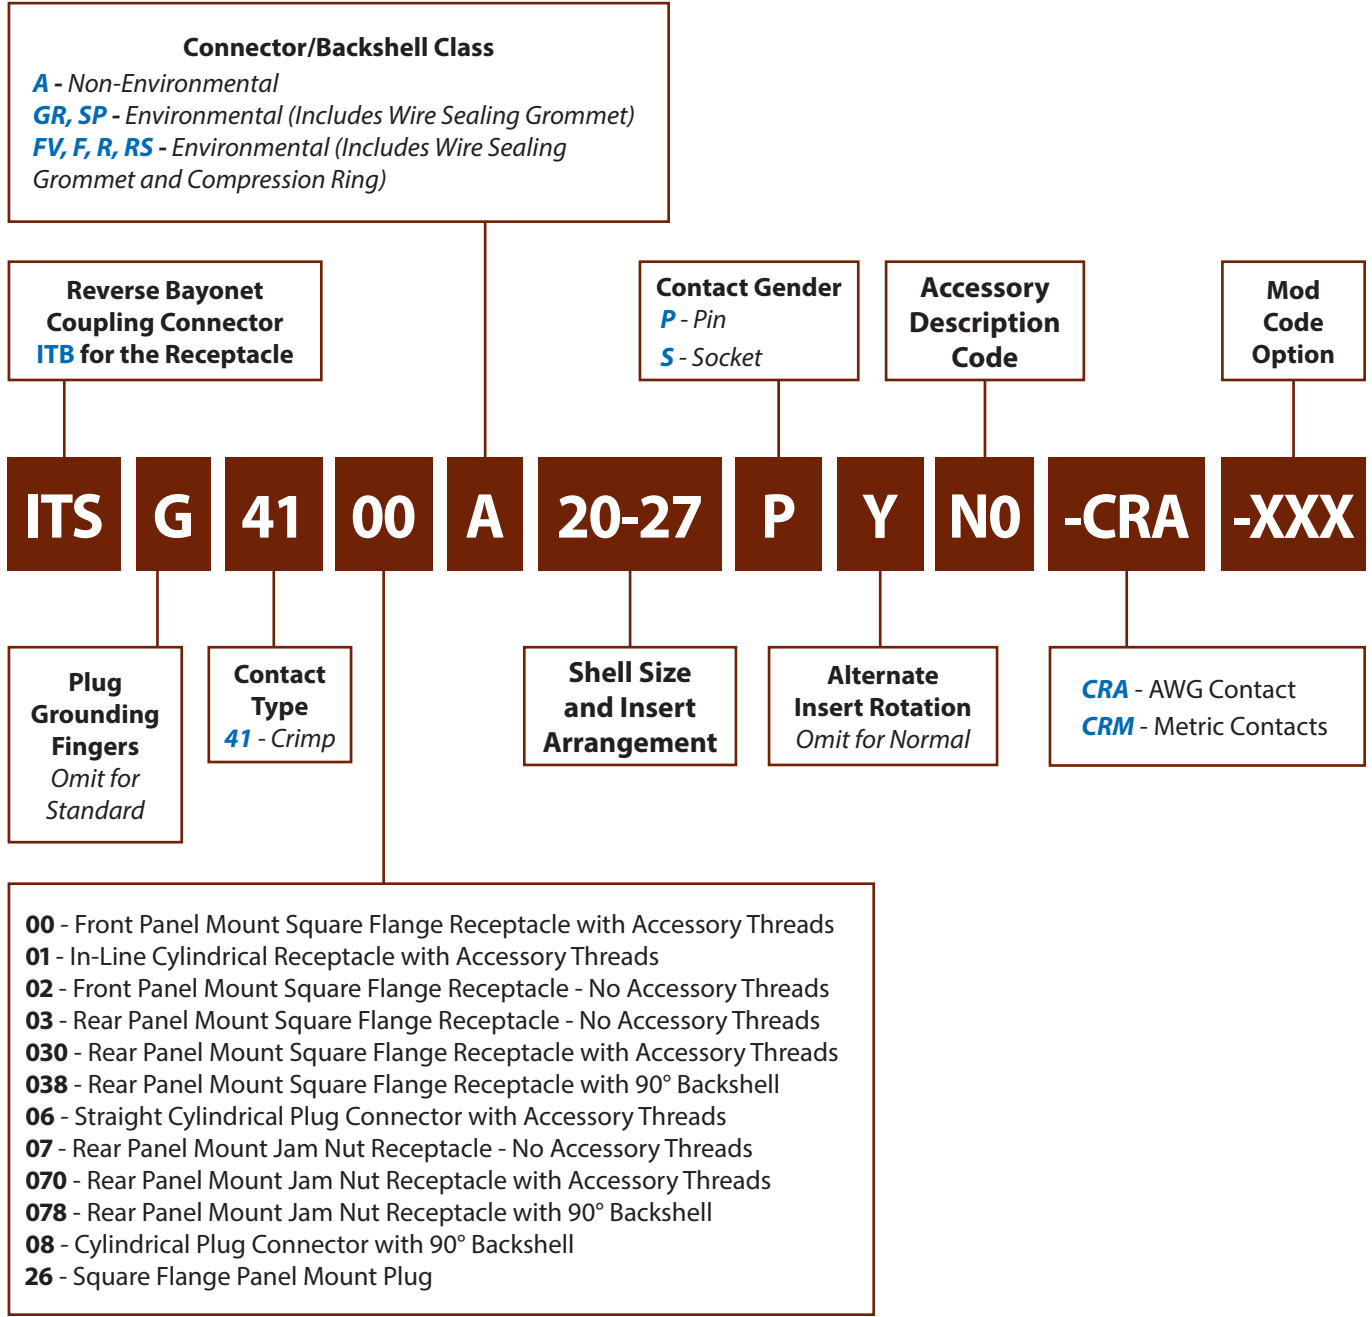 Connector/Backshell Class
A - Non-Environmental
GR, SP - Environmental (Includes Wire Sealing Grommet)
FV, F, R, RS - Environmental (Includes Wire Sealing
Grommet and Compression Ring)
Reverse Bayonet
Coupling Connector
ITB for the Receptacle
Contact Gender
P - Pin
S - Socket
Accessory
Description
Code
Mod
Code
Option
ITS G 41 00 A 20-27 P Y N0 -CRA -XXX
Plug
Grounding
Fingers
Omit for
Standard
Contact
Type
41 - Crimp
Shell Size
and Insert
Arrangement
Alternate
Insert Rotation
Omit for Normal
CRA - AWG Contact
CRM - Metric Contacts
00 - Front Panel Mount Square Flange Receptacle with Accessory Threads
01 - In-Line Cylindrical Receptacle with Accessory Threads
02 - Front Panel Mount Square Flange Receptacle - No Accessory Threads
03 - Rear Panel Mount Square Flange Receptacle - No Accessory Threads
030 - Rear Panel Mount Square Flange Receptacle with Accessory Threads
038 - Rear Panel Mount Square Flange Receptacle with 90° Backshell
06 - Straight Cylindrical Plug Connector with Accessory Threads
07 - Rear Panel Mount Jam Nut Receptacle - No Accessory Threads
070 - Rear Panel Mount Jam Nut Receptacle with Accessory Threads
078 - Rear Panel Mount Jam Nut Receptacle with 90° Backshell
08 - Cylindrical Plug Connector with 90° Backshell
26 - Square Flange Panel Mount Plug